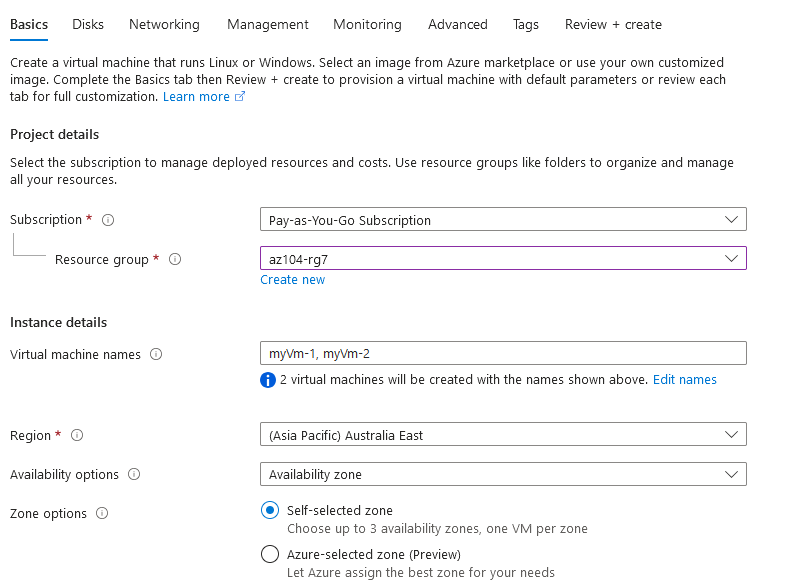 Basics Disks Networking Management Monitoring Advanced Tags Review + create
Create a virtual machine that runs Linux or Windows. Select an image from Azure marketplace or use your own customized
image. Complete the Basics tab then Review + create to provision a virtual machine with default parameters or review each
tab for full customization. Learn more
Project details
Select the subscription to manage deployed resources and costs. Use resource groups like folders to organize and manage
all your resources.
Subscription *
Pay-as-You-Go Subscription
Resource group *
az104-rg7
Create new
Instance details
Virtual machine names
myVm-1, myVm-2
2 virtual machines will be created with the names shown above. Edit names
Region *
(Asia Pacific) Australia East
Availability options
Availability zone
Zone options
Self-selected zone
Choose up to 3 availability zones, one VM per zone
Azure-selected zone (Preview)
Let Azure assign the best zone for your needs